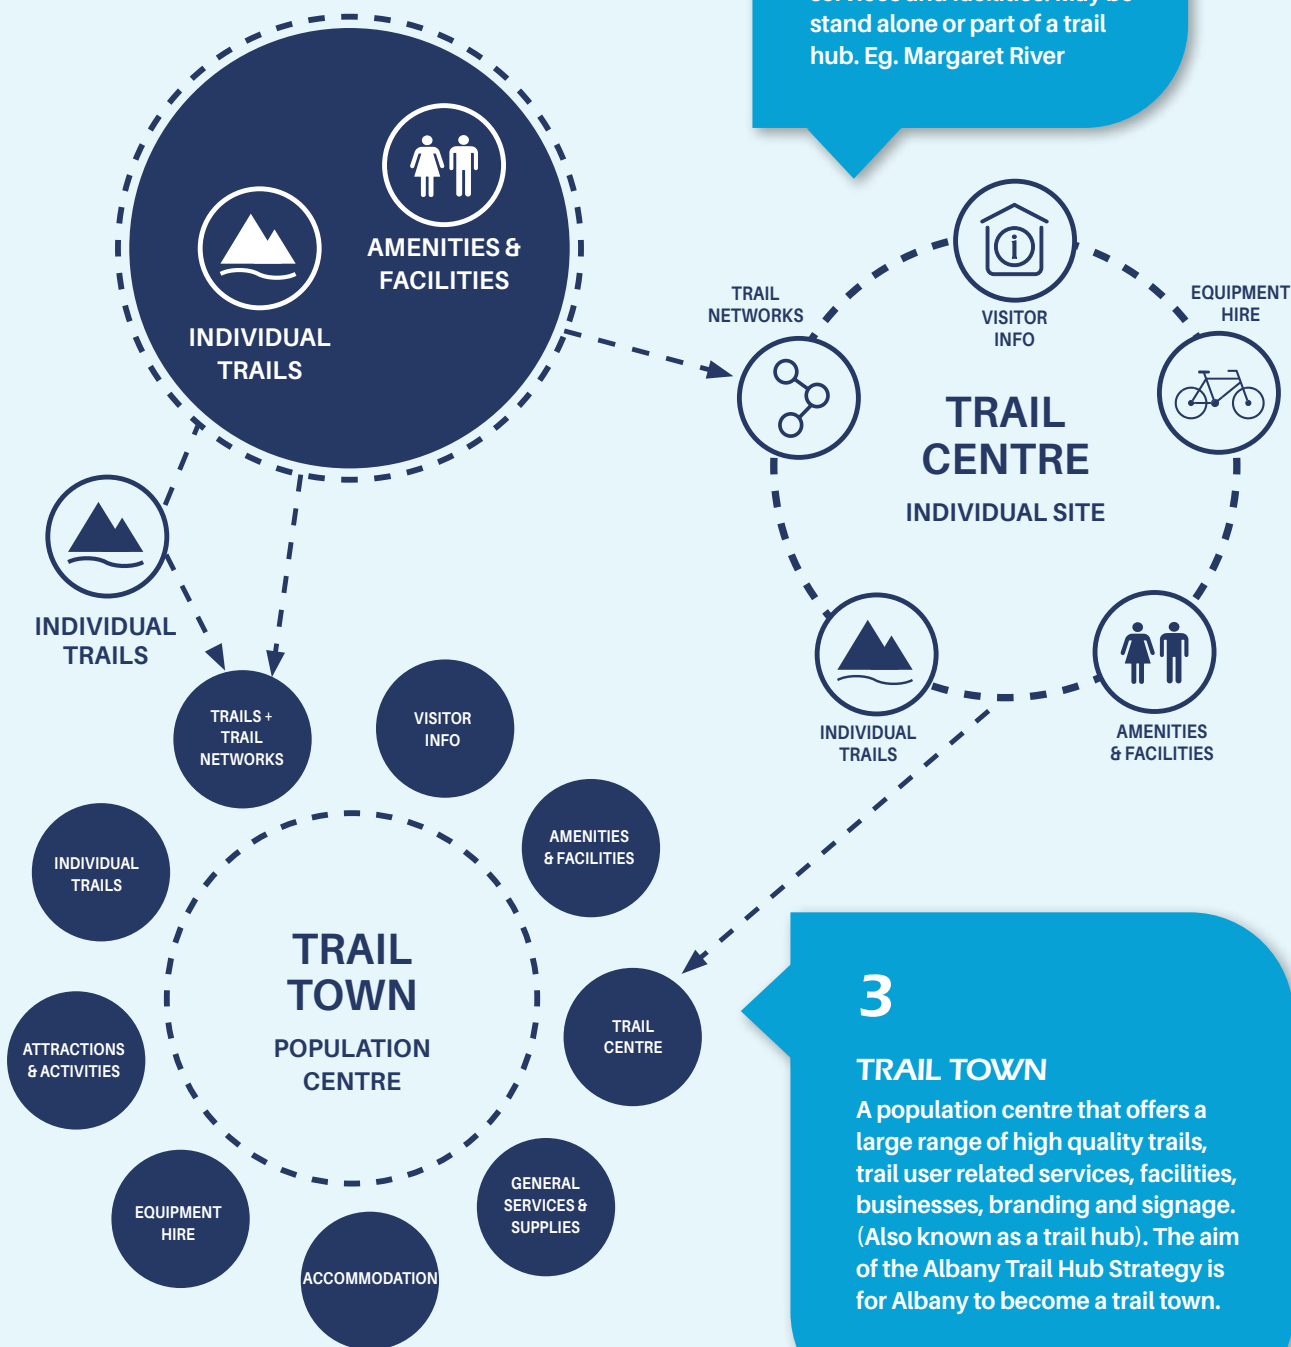 stand alone or part of a trail
hub. Eg. Margaret River
AMENITIES &
FACILITIES
INDIVIDUAL
TRAILS
TRAIL
NETWORKS
VISITOR
INFO
EQUIPMENT
HIRE
TRAIL
CENTRE
INDIVIDUAL SITE
INDIVIDUAL
TRAILS
AMENITIES
& FACILITIES
INDIVIDUAL
TRAILS
TRAILS +
TRAIL
NETWORKS
VISITOR
INFO
AMENITIES
& FACILITIES
INDIVIDUAL
TRAILS
TRAIL
TOWN
POPULATION
CENTRE
TRAIL
CENTRE
ATTRACTIONS
& ACTIVITIES
EQUIPMENT
HIRE
ACCOMMODATION
GENERAL
SERVICES &
SUPPLIES
3
TRAIL TOWN
A population centre that offers a
large range of high quality trails,
trail user related services, facilities,
businesses, branding and signage.
(Also known as a trail hub). The aim
of the Albany Trail Hub Strategy is
for Albany to become a trail town.